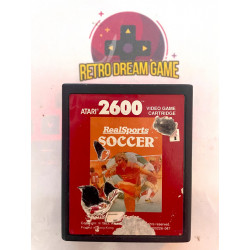 RETRO DREAM GAME
ATARI 2600 VIDEO GAME
CARTRIDGE
RealSports
SOCCER